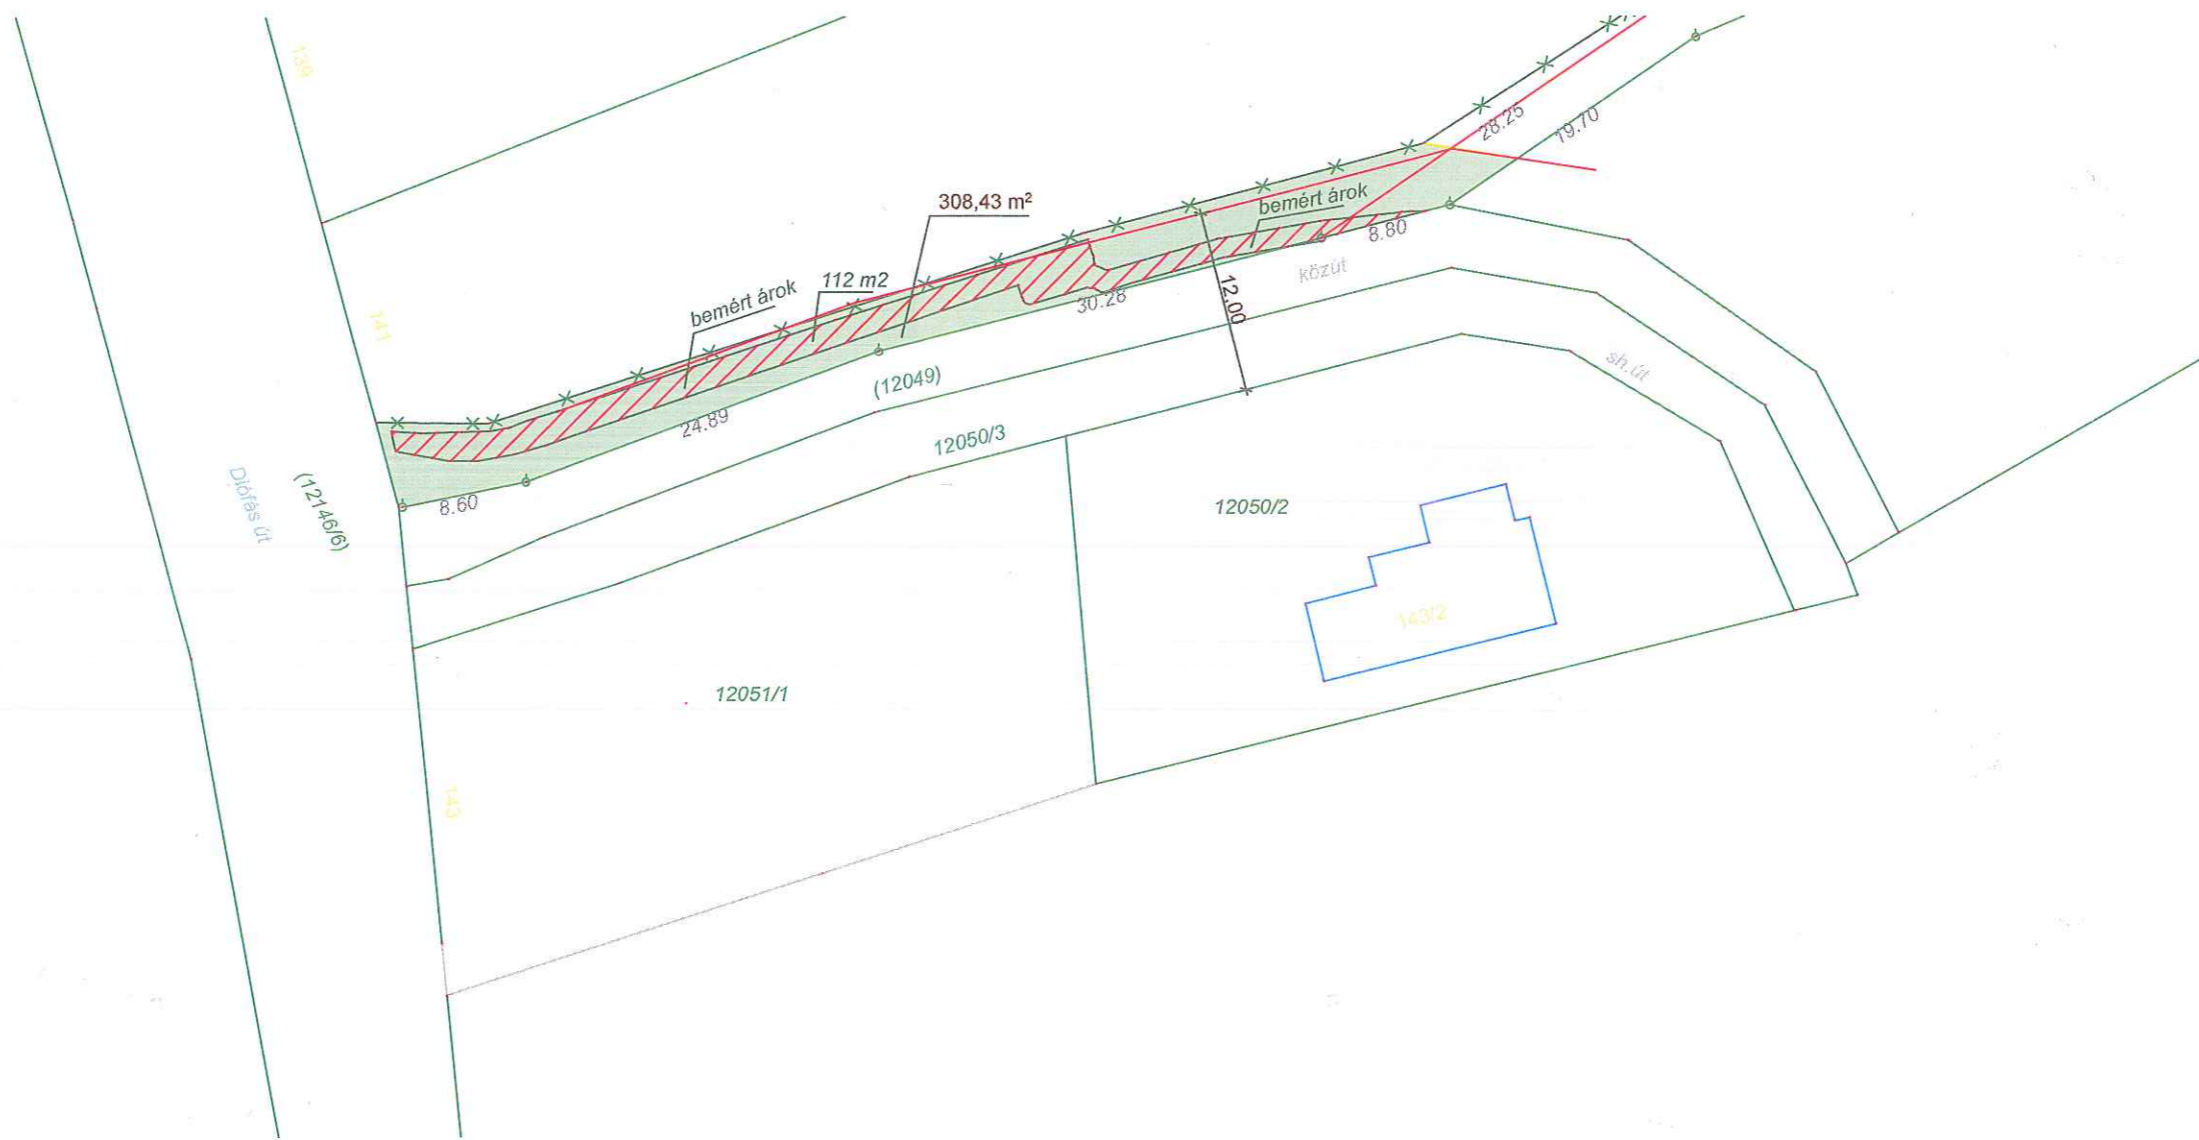 139
28.25
19.70
308,43 m²
bemért árok
8.80
közút
112 m2
bemért árok
30.28
12,00
141
sh.út
(12049)
24.89
12050/3
Diófás út
(12146/6)
8.60
12050/2
143/2
12051/1
143